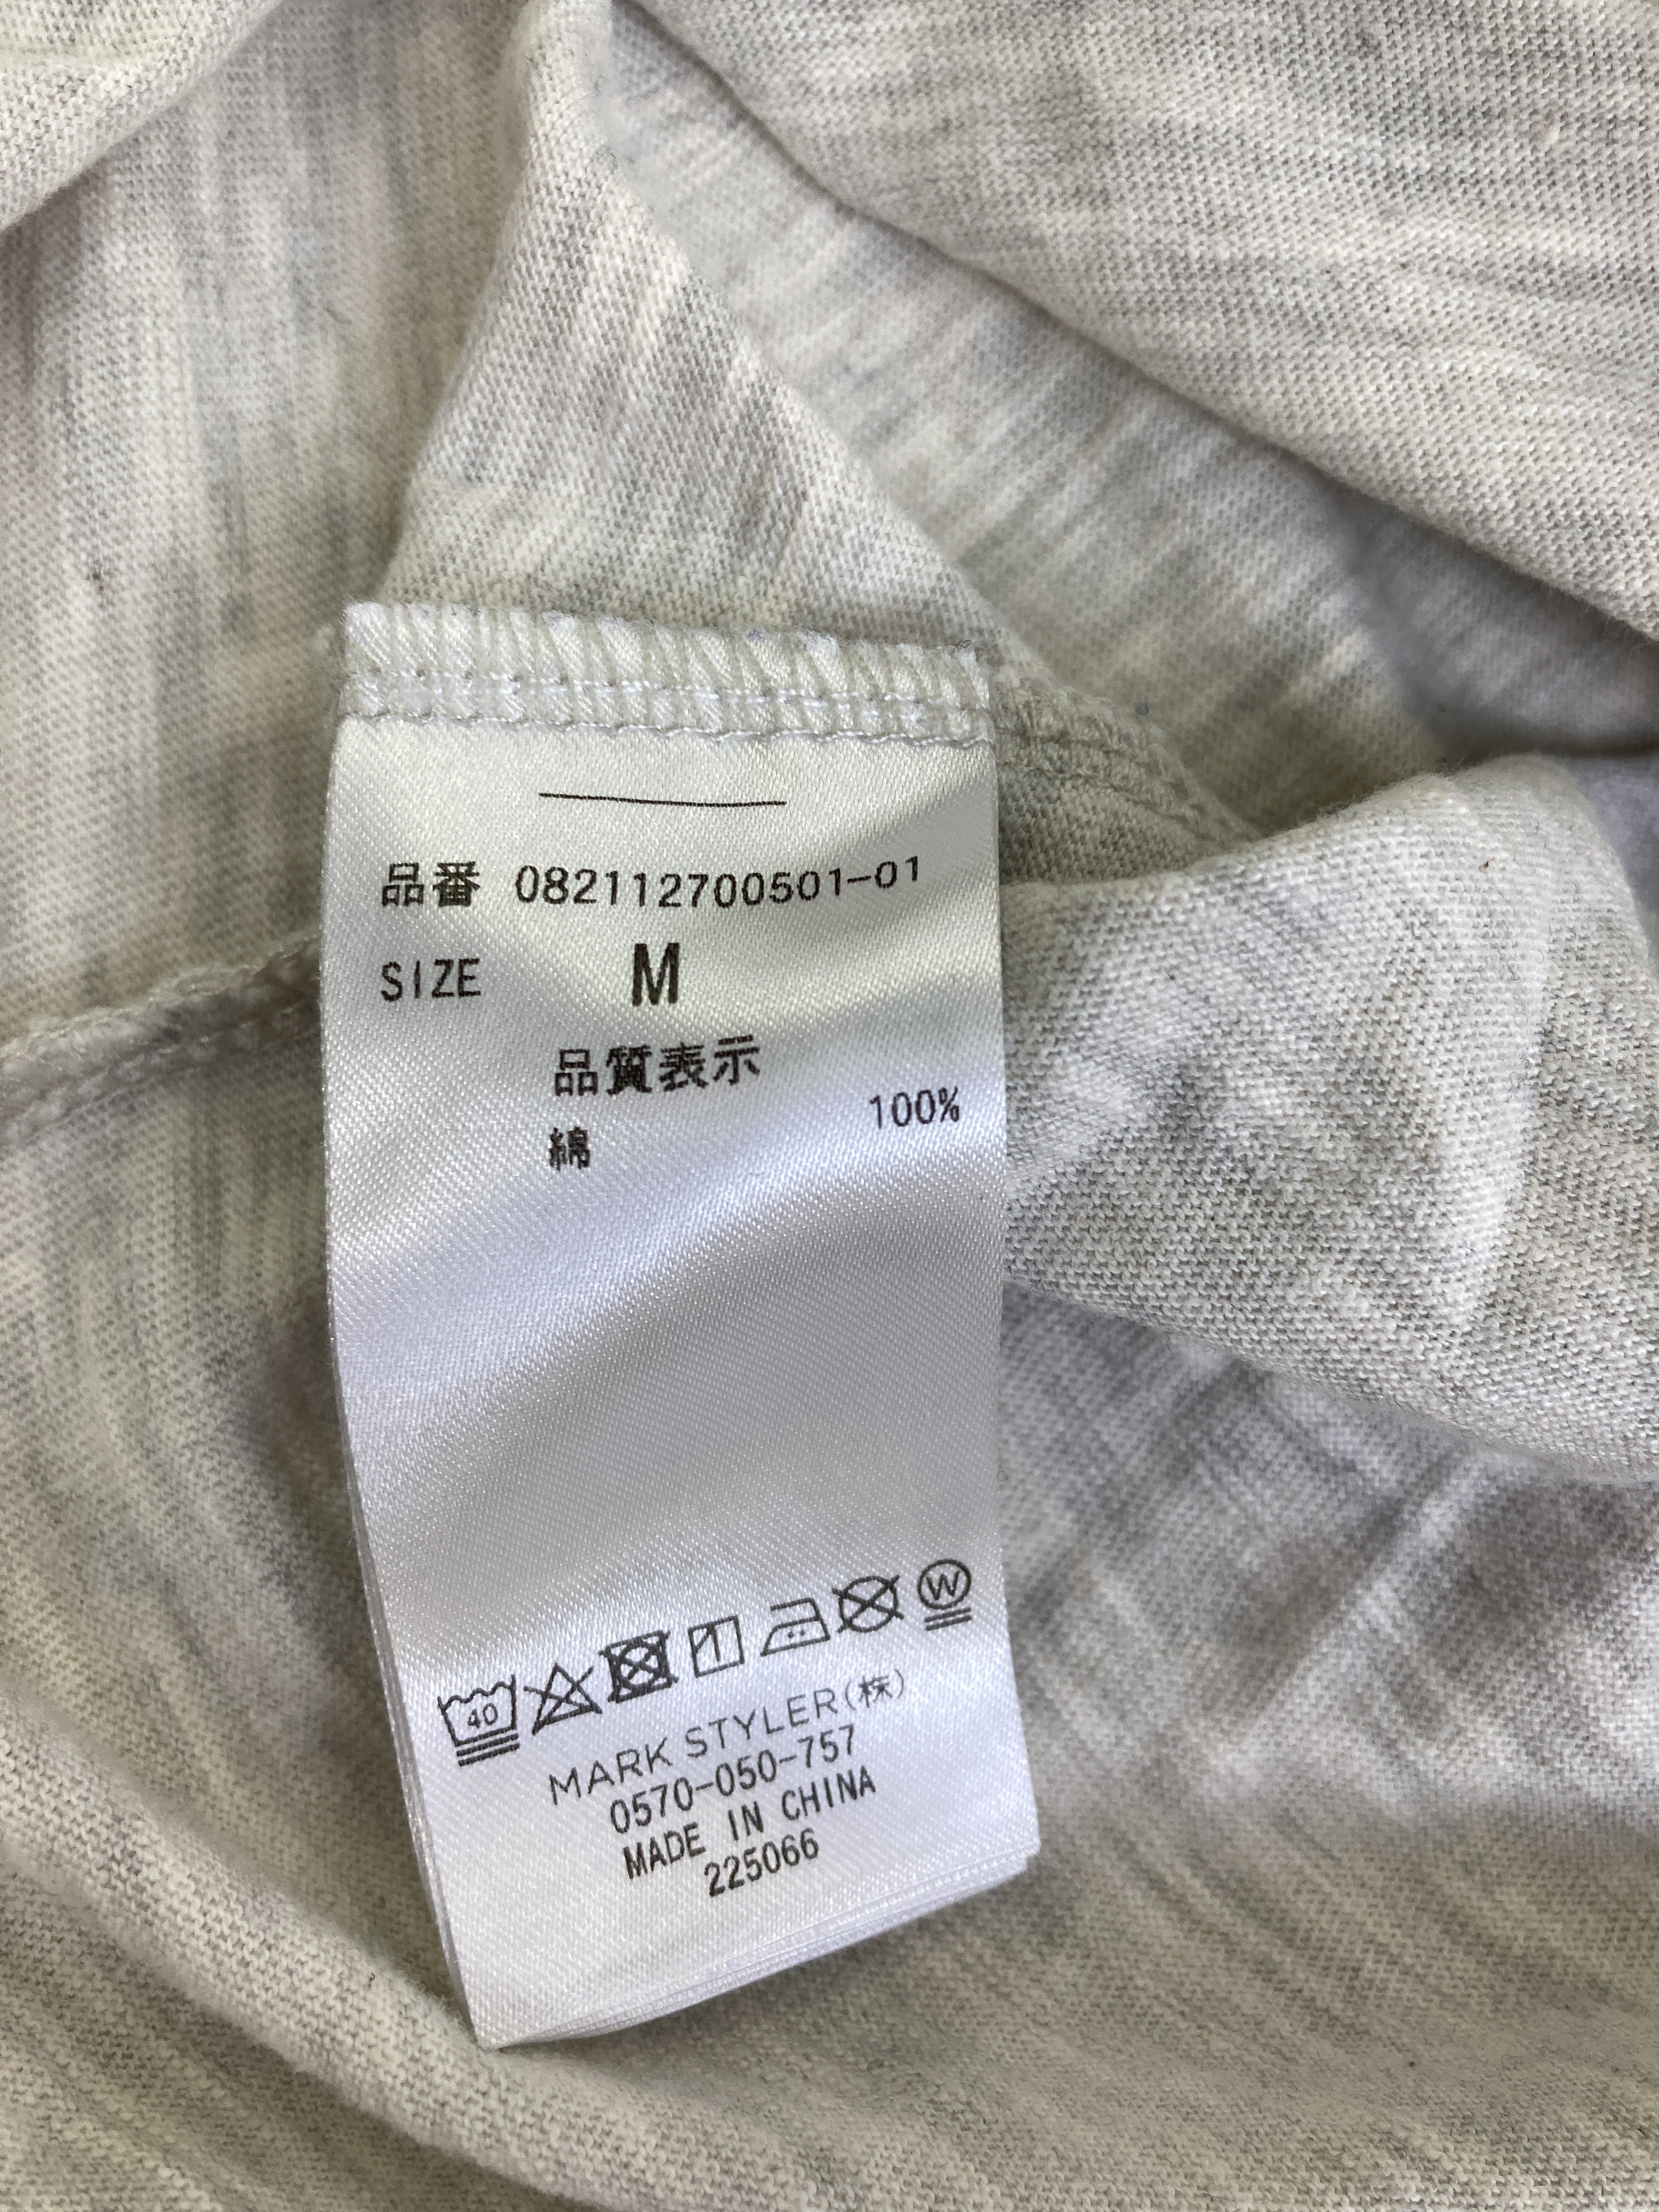 品番 082112700501-01
SIZE M
品質表示
綿 100%
40 W
MARK STYLER(株)
0570-050-757
MADE IN CHINA
225066